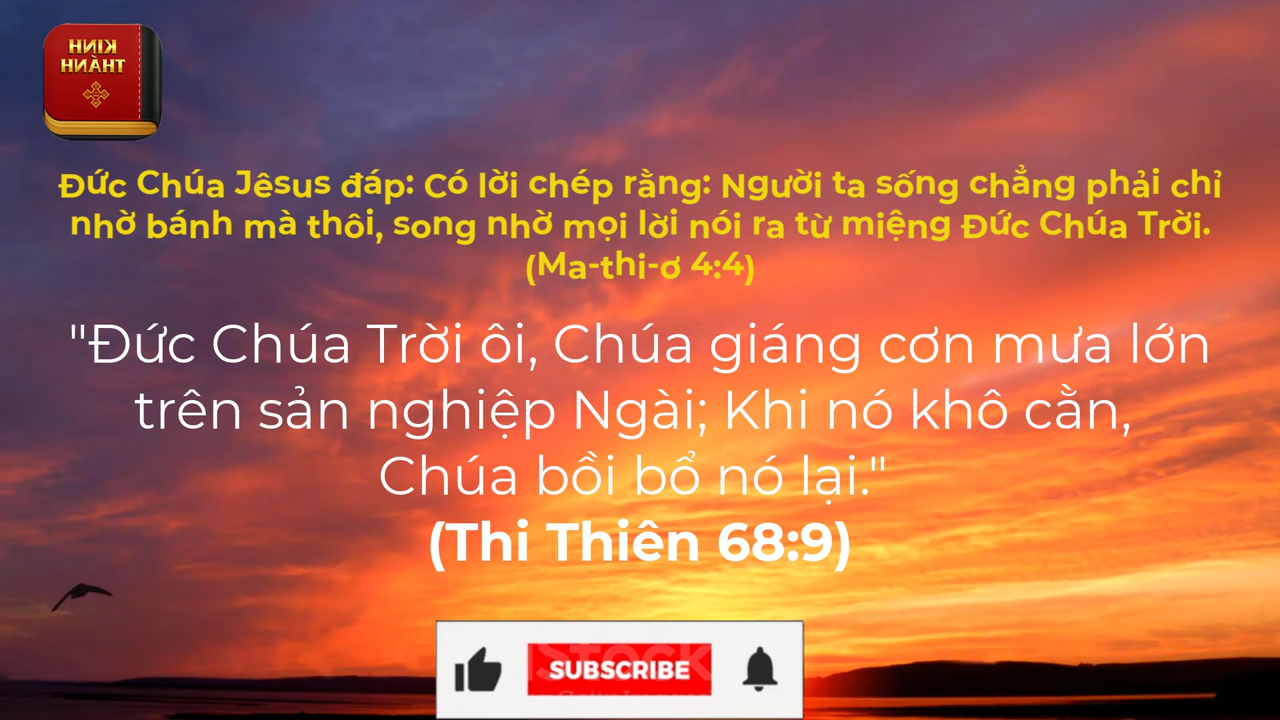 KINH
THÀNH
Đức Chúa Jêsus đáp: Có lời chép rằng: Người ta sống chẳng phải chỉ
nhờ bánh mà thôi, song nhờ mọi lời nói ra từ miệng Đức Chúa Trời.
(Ma-thi-ơ 4:4)
"Đức Chúa Trời ôi, Chúa giáng cơn mưa lớn
trên sản nghiệp Ngài; Khi nó khô cằn,
Chúa bồi bổ nó lại."
(Thi Thiên 68:9)
SUBSCRIBE